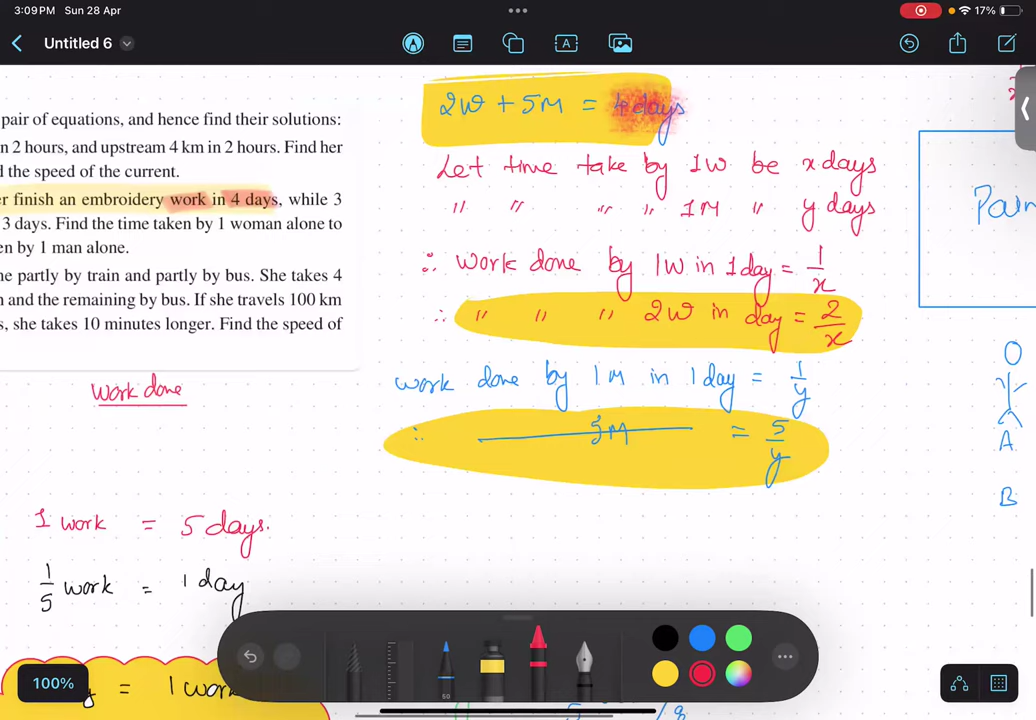 3:09 PM Sun 28 Apr
17%
Untitled 6
pair of equations, and hence find their solutions:
n 2 hours, and upstream 4 km in 2 hours. Find her
d the speed of the current.
er finish an embroidery work in 4 days, while 3
3 days. Find the time taken by 1 woman alone to
en by 1 man alone.
ne partly by train and partly by bus. She takes 4
n and the remaining by bus. If she travels 100 km
s, she takes 10 minutes longer. Find the speed of
work done
1 work = 5 days.
1/5 work = 1 day
= 1 work
2W + 5M = 4 days
Let time take by 1W be x days
" " " " 1M " y days
∴ work done by 1W in 1 day = 1/x
∴ " " " 2W in day = 2/x
work done by 1M in 1 day = 1/y
∴ 5M = 5/y
O
A
B
50
100%